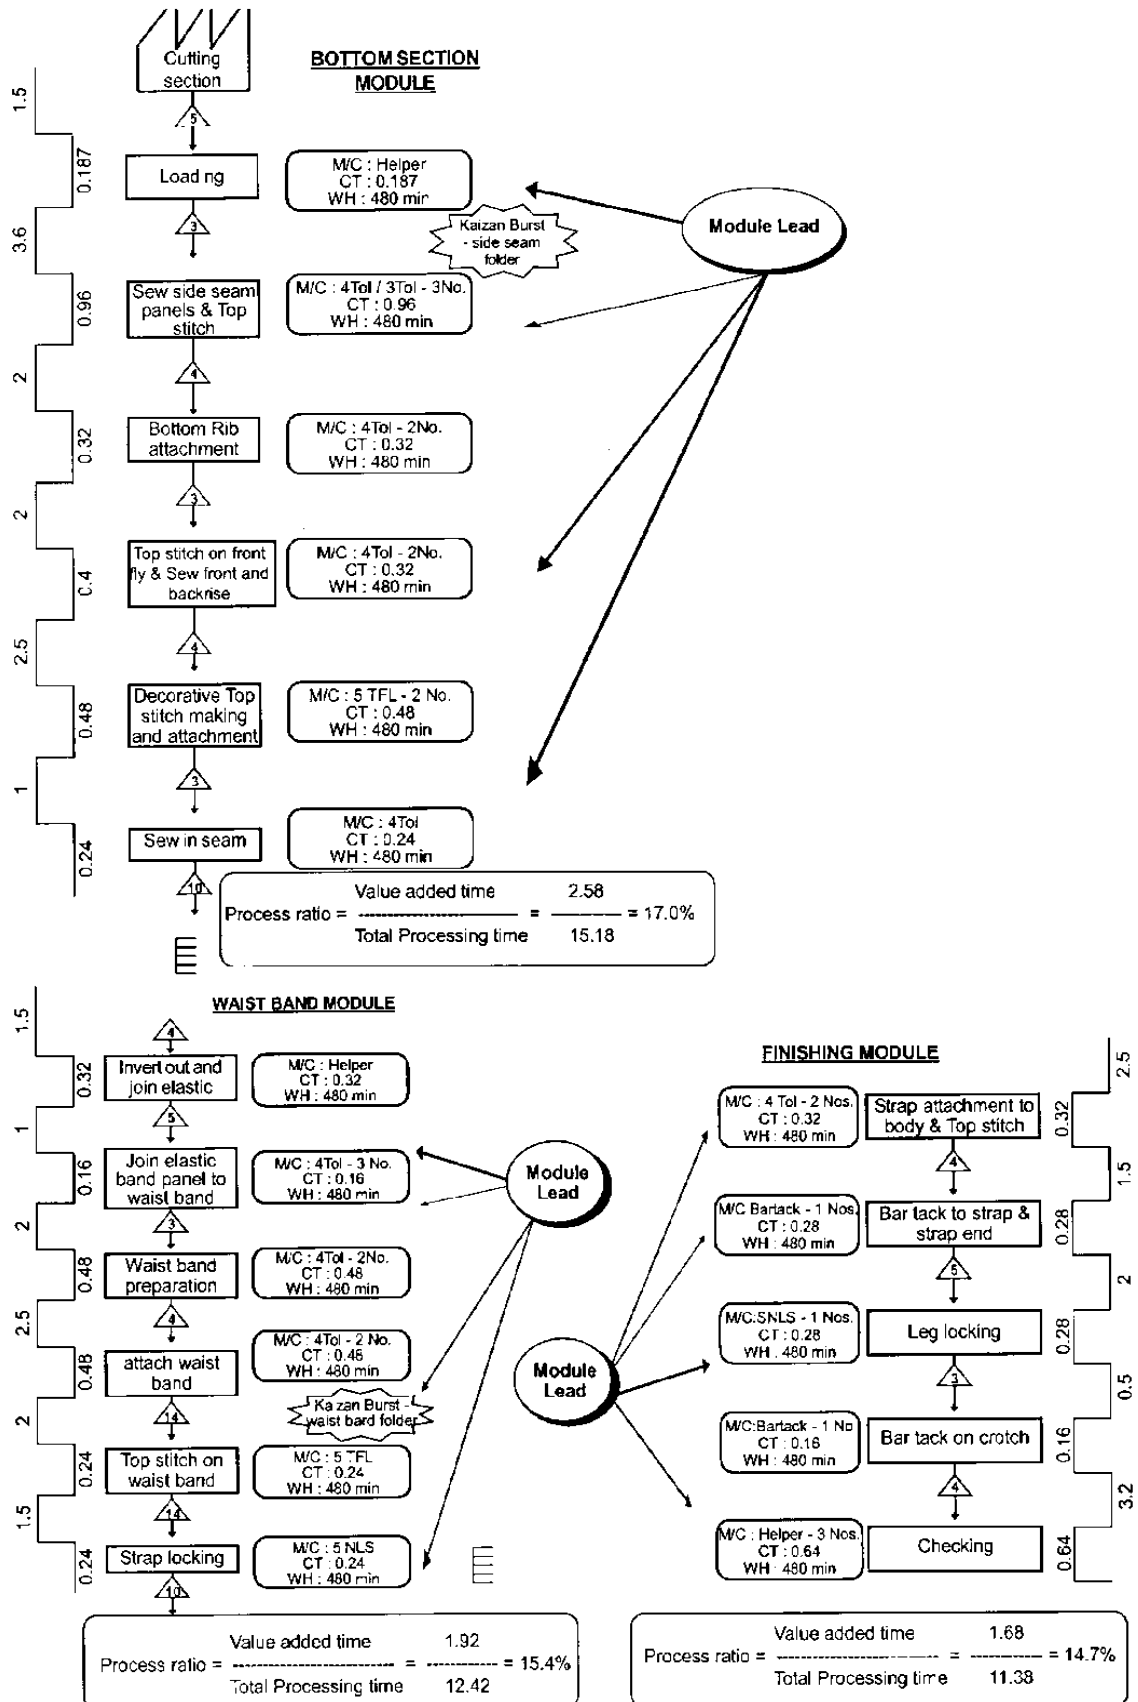 Cutting
section
BOTTOM SECTION
MODULE
1.5
5
0.187
Load ng
M/C : Helper
CT : 0.187
WH : 480 min
3
3.6
Kaizan Burst
- side seam
folder
Module Lead
0.96
Sew side seam
panels & Top
stitch
M/C : 4Tol / 3Tol - 3No.
CT : 0.96
WH : 480 min
2
4
0.32
Bottom Rib
attachment
M/C : 4Tol - 2No.
CT : 0.32
WH : 480 min
2
3
0.4
Top stitch on front
fly & Sew front and
backrise
M/C : 4Tol - 2No.
CT : 0.32
WH : 480 min
2.5
4
0.48
Decorative Top
stitch making
and attachment
M/C : 5 TFL - 2 No.
CT : 0.48
WH : 480 min
1
3
0.24
Sew in seam
M/C : 4Tol
CT : 0.24
WH : 480 min
10
Value added time 2.58
Process ratio = ---------------- = -------- = 17.0%
Total Processing time 15.18
WAIST BAND MODULE
1.5
4
0.32
Invert out and
join elastic
M/C : Helper
CT : 0.32
WH : 480 min
1
5
0.16
Join elastic
band panel to
waist band
M/C : 4Tol - 3 No.
CT : 0.16
WH : 480 min
Module
Lead
2
3
0.48
Waist band
preparation
M/C : 4Tol - 2No.
CT : 0.48
WH : 480 min
2.5
4
0.48
attach waist
band
M/C : 4Tol - 2 No.
CT : 0.48
WH : 480 min
Ka zan Burst -
waist bard folder
2
14
0.24
Top stitch on
waist band
M/C : 5 TFL
CT : 0.24
WH : 480 min
1.5
14
0.24
Strap locking
M/C : 5 NLS
CT : 0.24
WH : 480 min
10
Value added time 1.92
Process ratio = ---------------- = -------- = 15.4%
Total Processing time 12.42
FINISHING MODULE
2.5
M/C : 4 Tol - 2 Nos.
CT : 0.32
WH : 480 min
Strap attachment to
body & Top stitch
0.32
4
1.5
M/C Bartack - 1 Nos.
CT : 0.28
WH : 480 min
Bar tack to strap &
strap end
0.28
5
2
M/C:SNLS - 1 Nos.
CT : 0.28
WH : 480 min
Leg locking
0.28
Module
Lead
3
0.5
M/C:Bartack - 1 No
CT : 0.16
WH : 480 min
Bar tack on crotch
0.16
4
3.2
M/C : Helper - 3 Nos.
CT : 0.64
WH : 480 min
Checking
0.64
Value added time 1.68
Process ratio = ---------------- = -------- = 14.7%
Total Processing time 11.38